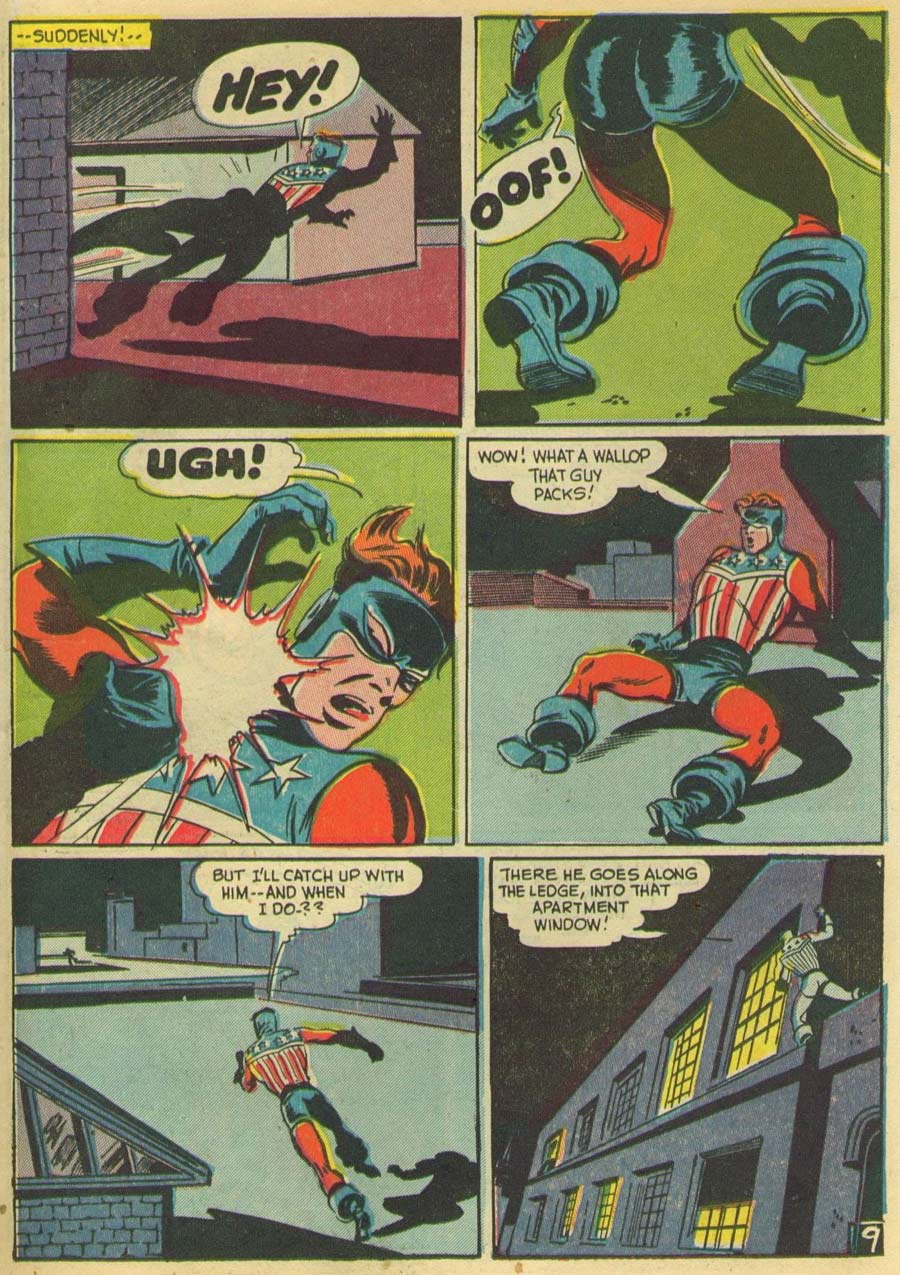 --SUDDENLY!--
HEY!
OOF!
UGH!
WOW! WHAT A WALLOP
THAT GUY
PACKS!
BUT I'LL CATCH UP WITH
HIM--AND WHEN
I DO-??
THERE HE GOES ALONG
THE LEDGE, INTO THAT
APARTMENT
WINDOW!
9